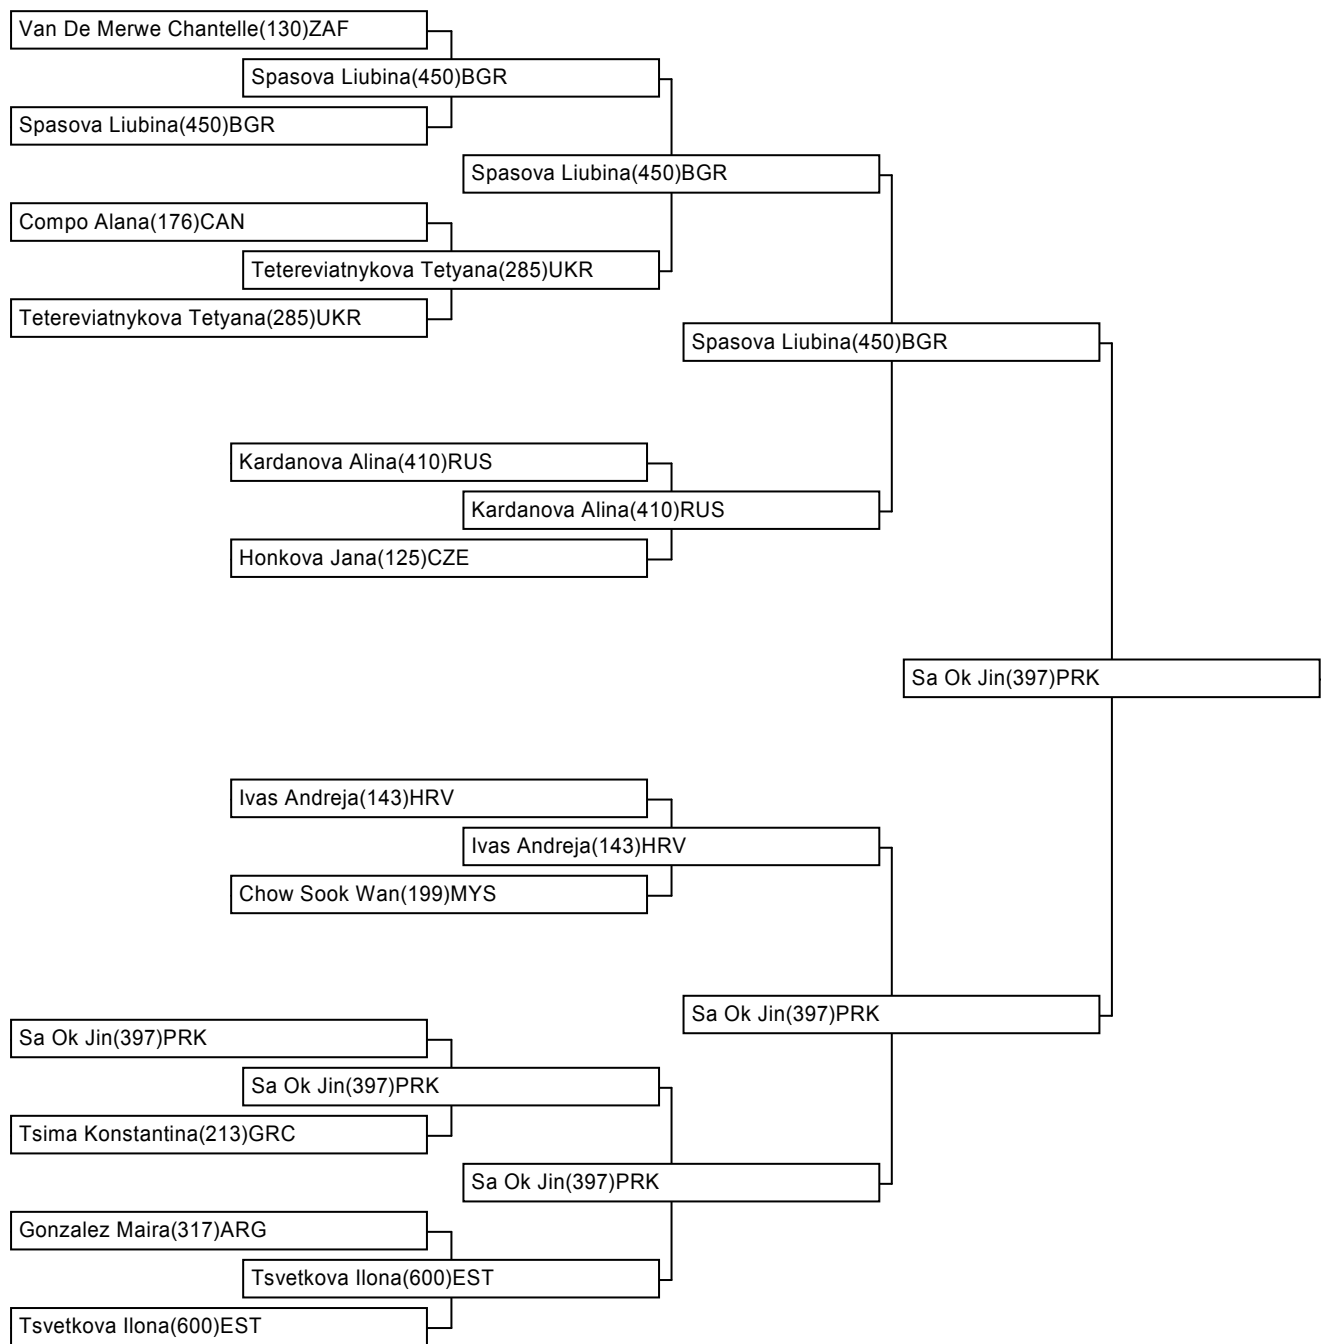 Van De Merwe Chantelle(130)ZAF
Spasova Liubina(450)BGR
Spasova Liubina(450)BGR
Spasova Liubina(450)BGR
Compo Alana(176)CAN
Tetereviatnykova Tetyana(285)UKR
Tetereviatnykova Tetyana(285)UKR
Spasova Liubina(450)BGR
Kardanova Alina(410)RUS
Kardanova Alina(410)RUS
Honkova Jana(125)CZE
Sa Ok Jin(397)PRK
Ivas Andreja(143)HRV
Ivas Andreja(143)HRV
Chow Sook Wan(199)MYS
Sa Ok Jin(397)PRK
Sa Ok Jin(397)PRK
Sa Ok Jin(397)PRK
Tsima Konstantina(213)GRC
Sa Ok Jin(397)PRK
Gonzalez Maira(317)ARG
Tsvetkova Ilona(600)EST
Tsvetkova Ilona(600)EST